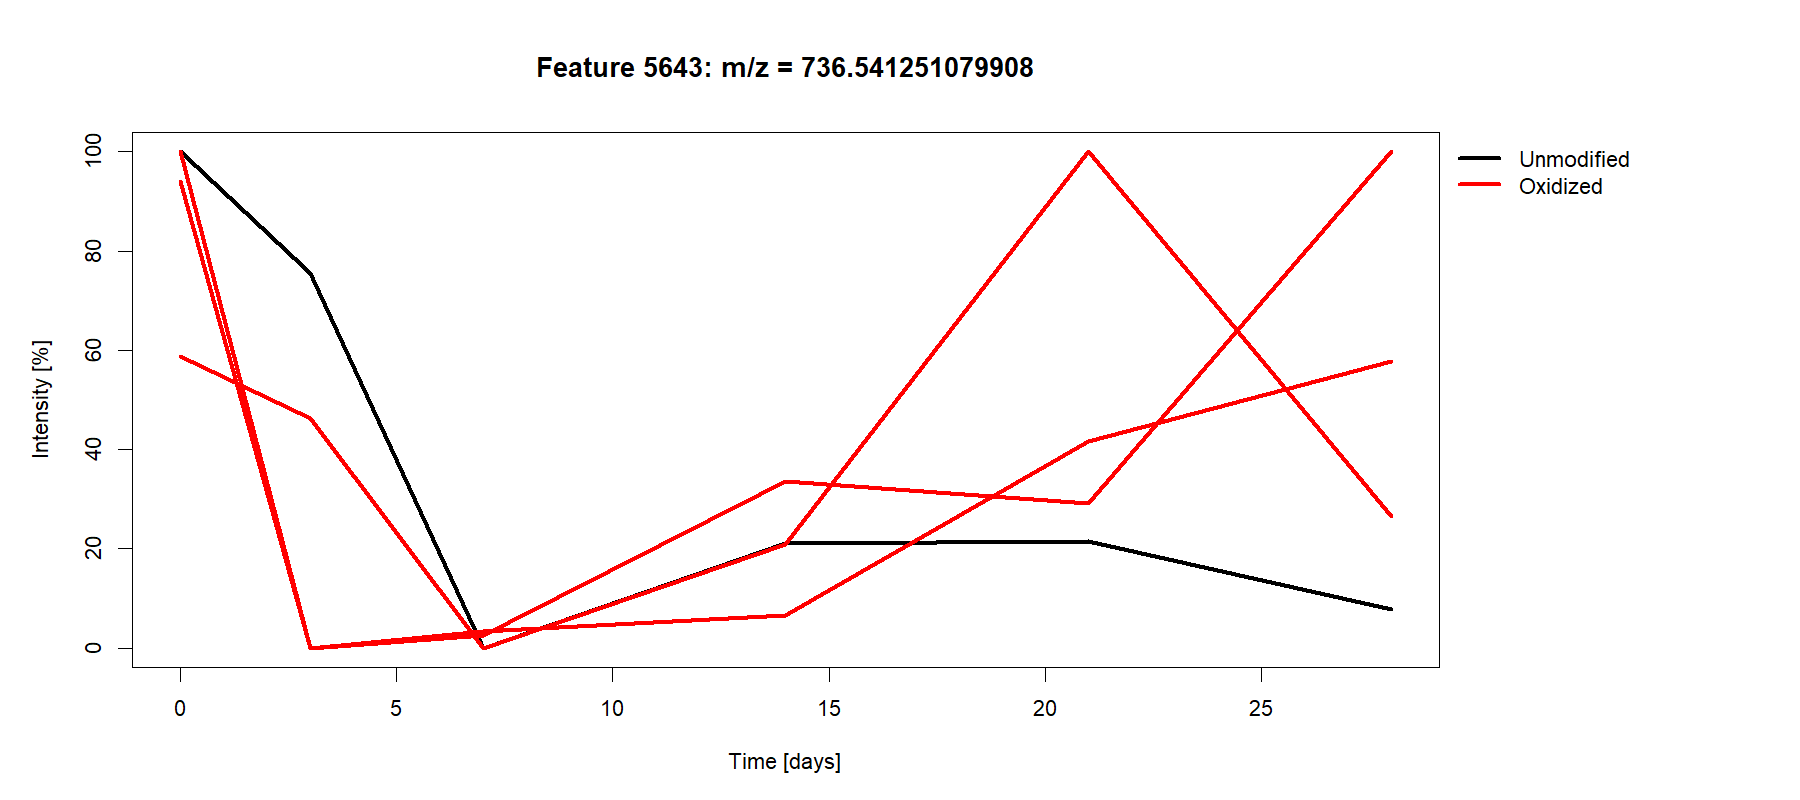 Feature 5643: m/z = 736.541251079908
Unmodified
Oxidized
100
80
60
40
20
0
Intensity [%]
0 5 10 15 20 25
Time [days]